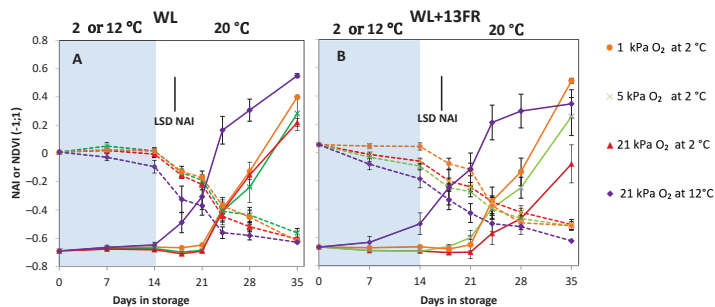 WL
WL+13FR
2 or 12 °C
20 °C
2 or 12 °C
20 °C
NAI or NDVI (-1;1)
0.8
0.6
0.4
0.2
0
−0.2
−0.4
−0.6
−0.8
A
B
LSD NAI
LSD NAI
0 7 14 21 28 35
0 7 14 21 28 35
Days in storage
Days in storage
1 kPa O₂ at 2 °C
5 kPa O₂ at 2 °C
21 kPa O₂ at 2 °C
21 kPa O₂ at 12°C